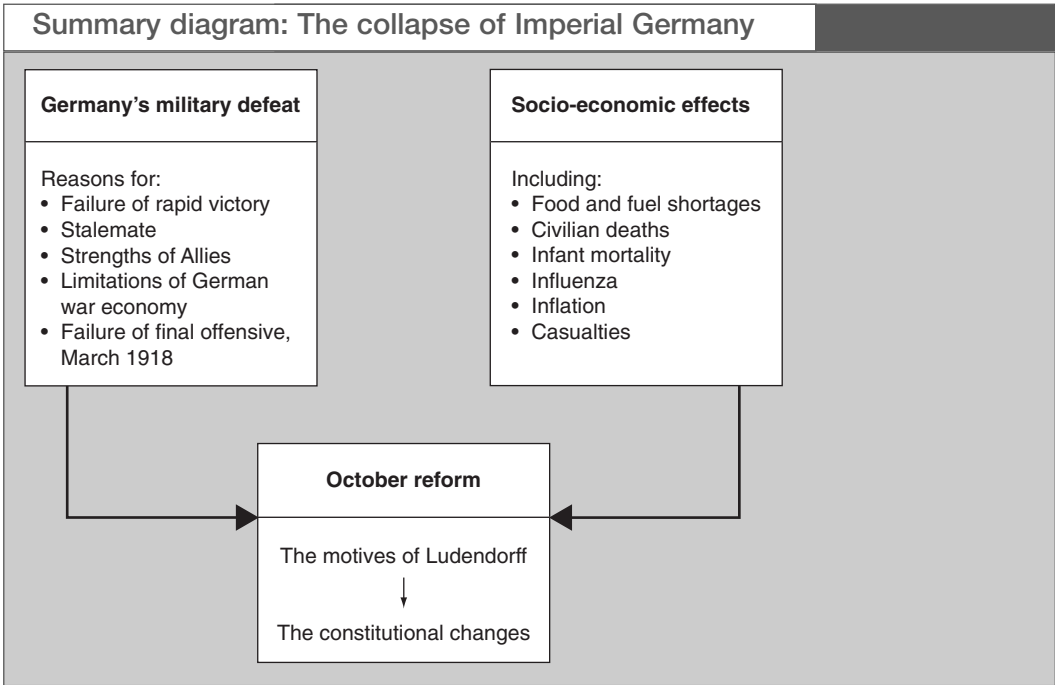 Summary diagram: The collapse of Imperial Germany
Germany’s military defeat
Reasons for:
• Failure of rapid victory
• Stalemate
• Strengths of Allies
• Limitations of German
war economy
• Failure of final offensive,
March 1918
Socio-economic effects
Including:
• Food and fuel shortages
• Civilian deaths
• Infant mortality
• Influenza
• Inflation
• Casualties
October reform
The motives of Ludendorff
The constitutional changes